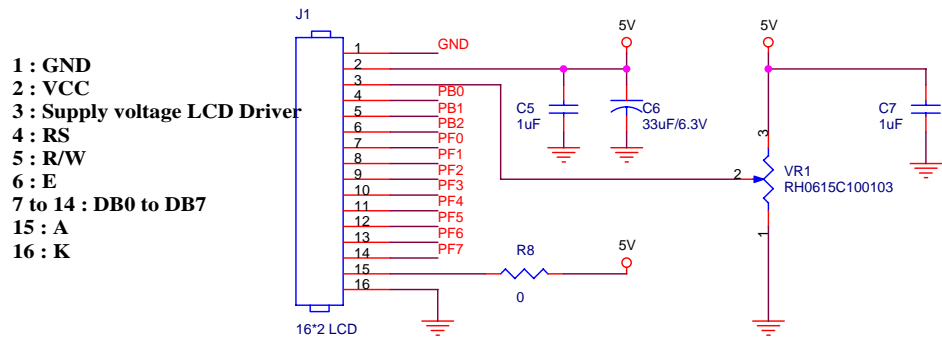 1 : GND
2 : VCC
3 : Supply voltage LCD Driver
4 : RS
5 : R/W
6 : E
7 to 14 : DB0 to DB7
15 : A
16 : K
J1
1
2
3
4
5
6
7
8
9
10
11
12
13
14
15
16
16*2 LCD
GND
PB0
PB1
PB2
PF0
PF1
PF2
PF3
PF4
PF5
PF6
PF7
5V
C5
1uF
C6
33uF/6.3V
R8
0
5V
5V
3
2
1
VR1
RH0615C100103
C7
1uF